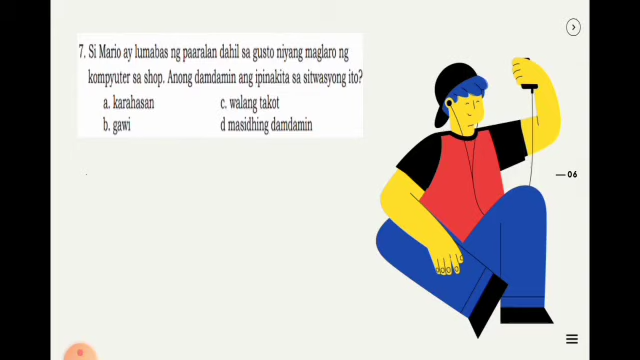 7. Si Mario ay lumabas ng paaralan dahil sa gusto niyang maglaro ng
kompyuter sa shop. Anong damdamin ang ipinakita sa sitwasyong ito?
a. karahasan
c. walang takot
b. gawi
d masidhing damdamin
06